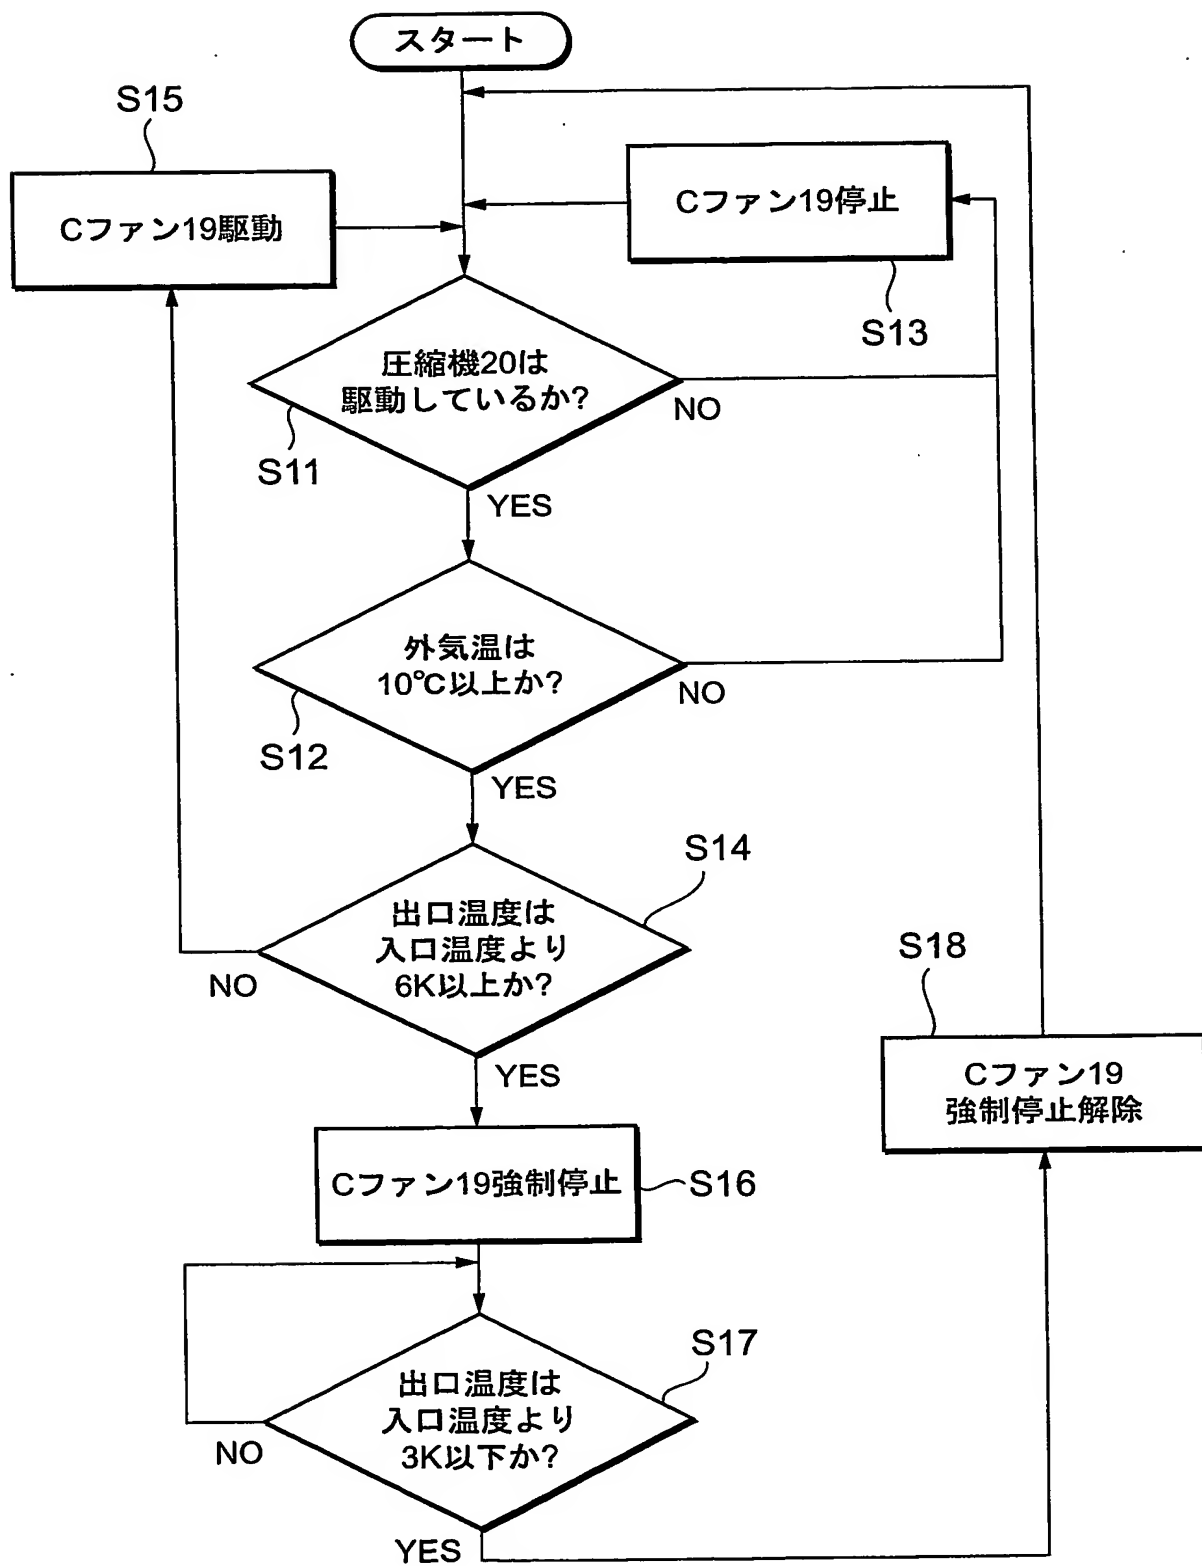 スタート
S15
Cファン19駆動
Cファン19停止
S13
圧縮機20は
駆動しているか?
NO
S11
YES
外気温は
10℃以上か?
NO
S12
YES
S14
出口温度は
入口温度より
6K以上か?
NO
YES
S18
Cファン19
強制停止解除
Cファン19強制停止
S16
S17
出口温度は
入口温度より
3K以下か?
NO
YES